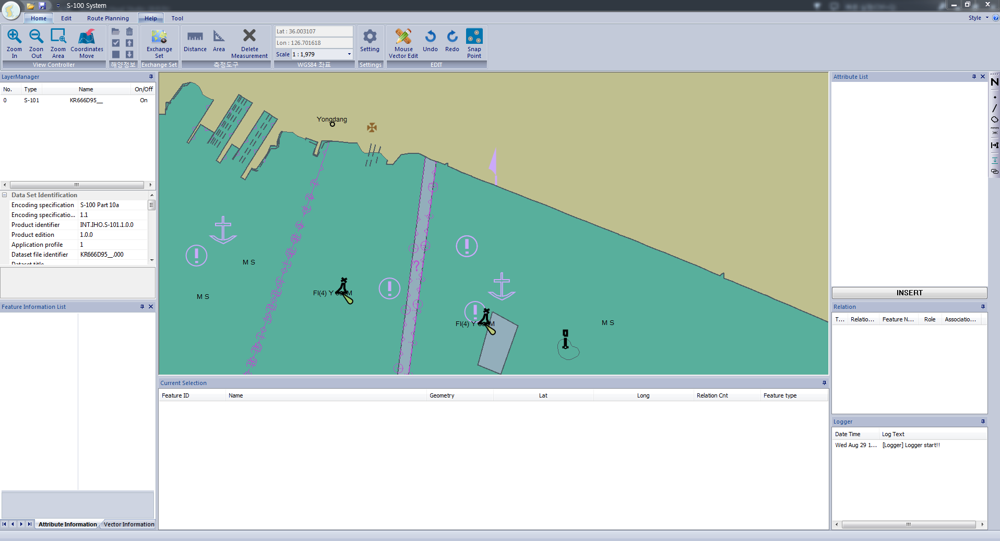 S-100 System
Home Edit Route Planning Help Tool
Style
Zoom In
Zoon Out
Zoom Area
Coordinates Move
View Controller
해양정보
Exchange Set
Exchange Set
Distance
Area
Delete Measurement
측정도구
Lat : 36.003107
Lon : 126.701618
Scale 1 : 1,979
WGS84 좌표
Setting
Settings
Mouse Vector Edit
Undo
Redo
Snap Point
EDIT
LayerManager
No. Type Name On/Off
0 S-101 KR666D95__ On
Data Set Identification
Encoding specification S-100 Part 10a
Encoding specificatio... 1.1
Product identifier INT.IHO.S-101.1.0.0
Product edition 1.0.0
Application profile 1
Dataset file identifier KR666D95__.000
Dataset title
Feature Information List
Attribute Information Vector Information
Yongdang
M S
M S
Fl(4) Y
Fl(4) Y
M S
?
N
Current Selection
Feature ID Name Geometry Lat Long Relation Cnt Feature type
Attribute List
INSERT
Relation
T... Relatio... Feature N... Role Associatio...
Logger
Date Time Log Text
Wed Aug 29 1... [Logger] Logger start!!